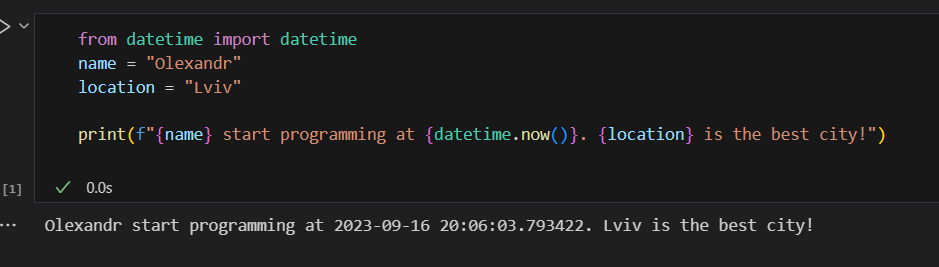 from datetime import datetime
name = "Olexandr"
location = "Lviv"
print(f"{name} start programming at {datetime.now()}. {location} is the best city!")
[1]
0.0s
Olexandr start programming at 2023-09-16 20:06:03.793422. Lviv is the best city!